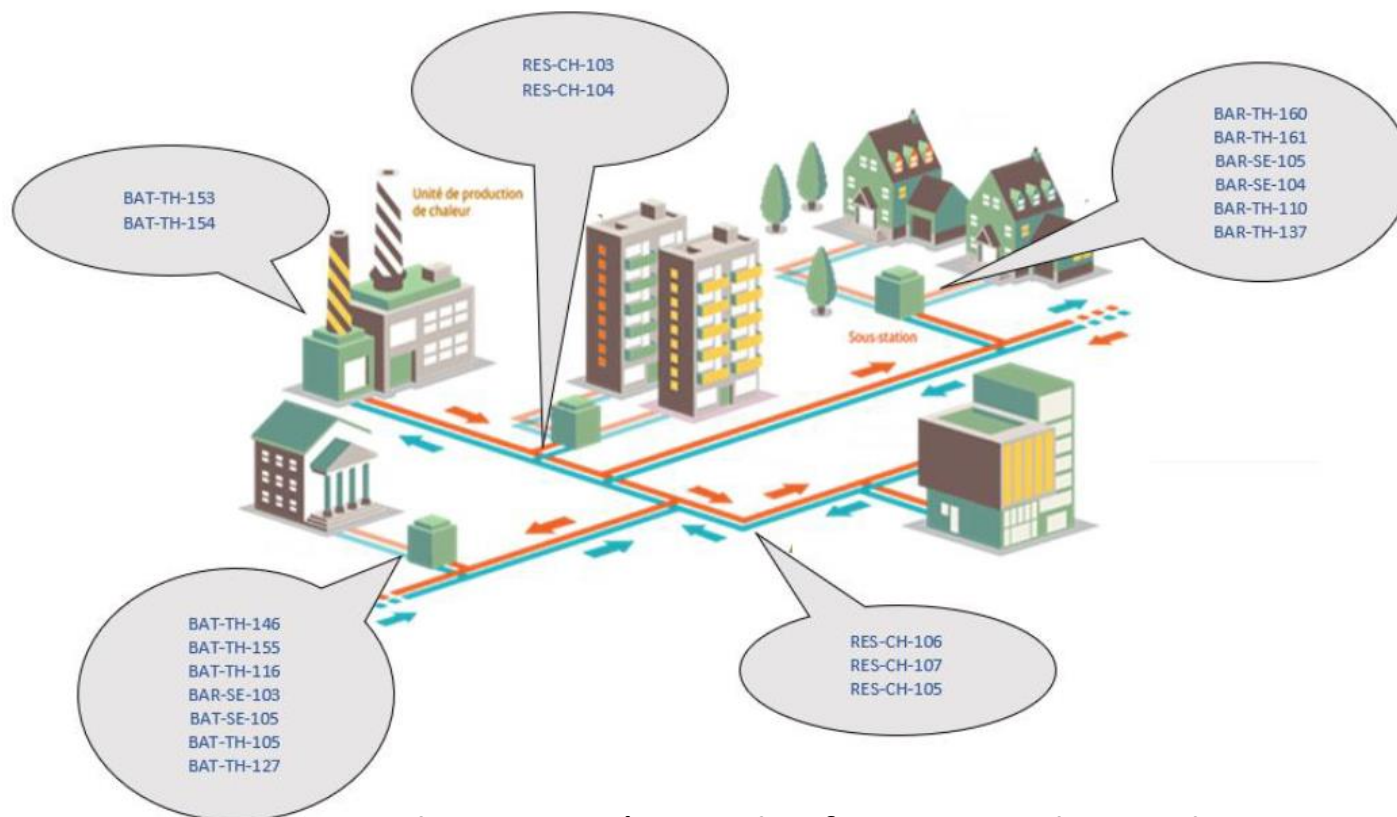 RES-CH-103
RES-CH-104
BAR-TH-160
BAR-TH-161
BAR-SE-105
BAR-SE-104
BAR-TH-110
BAR-TH-137
BAT-TH-153
BAT-TH-154
Unité de production
de chaleur
Sous-station
BAT-TH-146
BAT-TH-155
BAT-TH-116
BAR-SE-103
BAT-SE-105
BAT-TH-105
BAT-TH-127
RES-CH-106
RES-CH-107
RES-CH-105